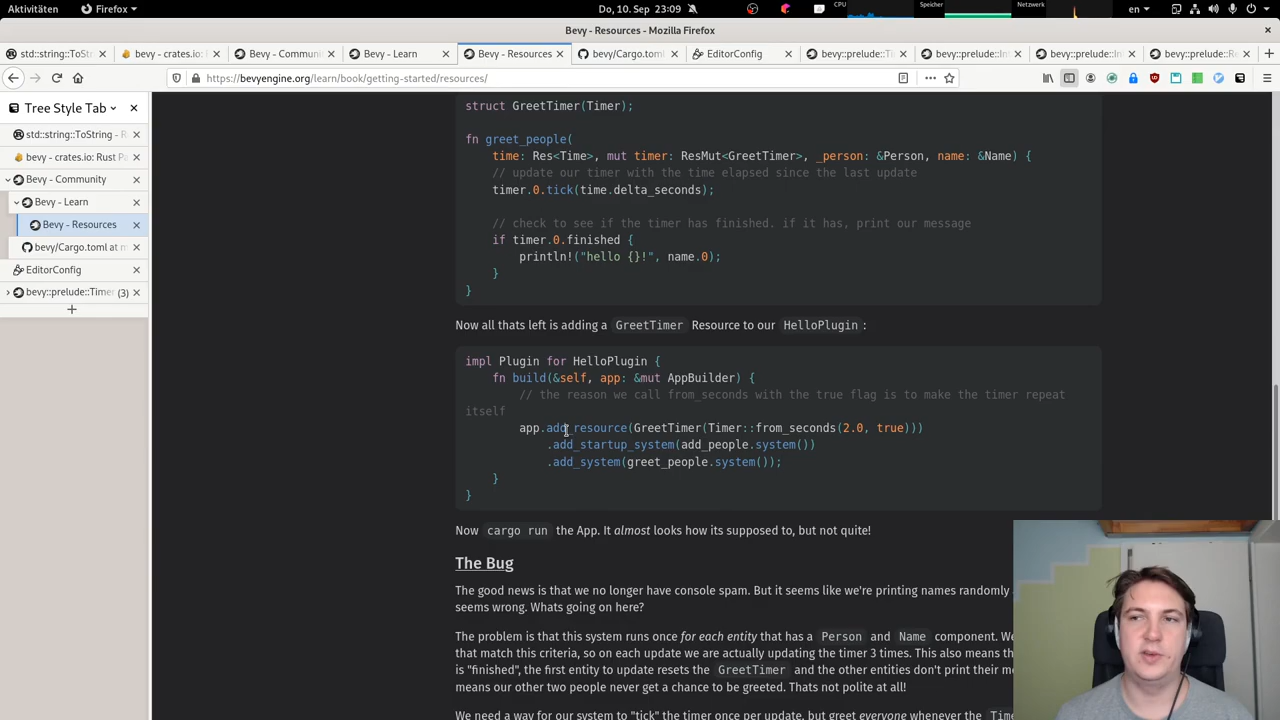 Firefox
Do, 10. Sep 23:09
CPU
Speicher
Netzwerk
en
Bevy - Resources - Mozilla Firefox
std::string::ToStr
bevy - crates.io: Rus
Bevy - Commun
Bevy - Learn
Bevy - Resources
bevy/Cargo.toml
EditorConfig
bevy::prelude::Ti
bevy::prelude::In
bevy::prelude::In
bevy::prelude::Re
https://bevyengine.org/learn/book/getting-started/resources/
Tree Style Tab
std::string::ToString - R
bevy - crates.io: Rust Pa
Bevy - Community
Bevy - Learn
Bevy - Resources
bevy/Cargo.toml at m
EditorConfig
bevy::prelude::Timer (3)
struct GreetTimer(Timer);
fn greet_people(
time: Res<Time>, mut timer: ResMut<GreetTimer>, _person: &Person, name: &Name) {
// update our timer with the time elapsed since the last update
timer.0.tick(time.delta_seconds);
// check to see if the timer has finished. if it has, print our message
if timer.0.finished {
println!("hello {}!", name.0);
}
}
Now all thats left is adding a GreetTimer Resource to our HelloPlugin :
impl Plugin for HelloPlugin {
fn build(&self, app: &mut AppBuilder) {
// the reason we call from_seconds with the true flag is to make the timer repeat
itself
app.add_resource(GreetTimer(Timer::from_seconds(2.0, true)))
.add_startup_system(add_people.system())
.add_system(greet_people.system());
}
}
Now cargo run the App. It almost looks how its supposed to, but not quite!
The Bug
The good news is that we no longer have console spam. But it seems like we're printing names randomly
seems wrong. Whats going on here?
The problem is that this system runs once for each entity that has a Person and Name component. We
that match this criteria, so on each update we are actually updating the timer 3 times. This also means th
is "finished", the first entity to update resets the GreetTimer and the other entities don't print their m
means our other two people never get a chance to be greeted. Thats not polite at all!
We need a way for our system to "tick" the timer once per update, but greet everyone whenever the Tim